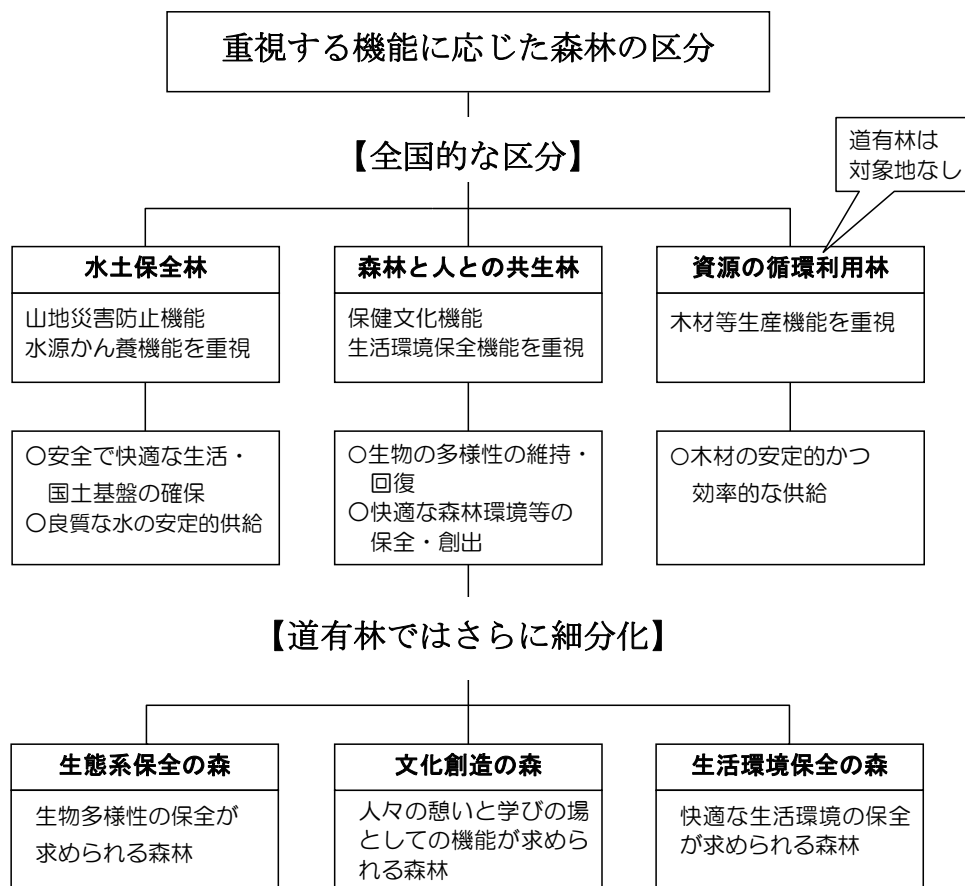 重視する機能に応じた森林の区分
【全国的な区分】
道有林は
対象地なし
水土保全林
山地災害防止機能
水源かん養機能を重視
森林と人との共生林
保健文化機能
生活環境保全機能を重視
資源の循環利用林
木材等生産機能を重視
○安全で快適な生活・
国土基盤の確保
○良質な水の安定的供給
○生物の多様性の維持・
回復
○快適な森林環境等の
保全・創出
○木材の安定的かつ
効率的な供給
【道有林ではさらに細分化】
生態系保全の森
生物多様性の保全が
求められる森林
文化創造の森
人々の憩いと学びの場
としての機能が求めら
れる森林
生活環境保全の森
快適な生活環境の保全
が求められる森林